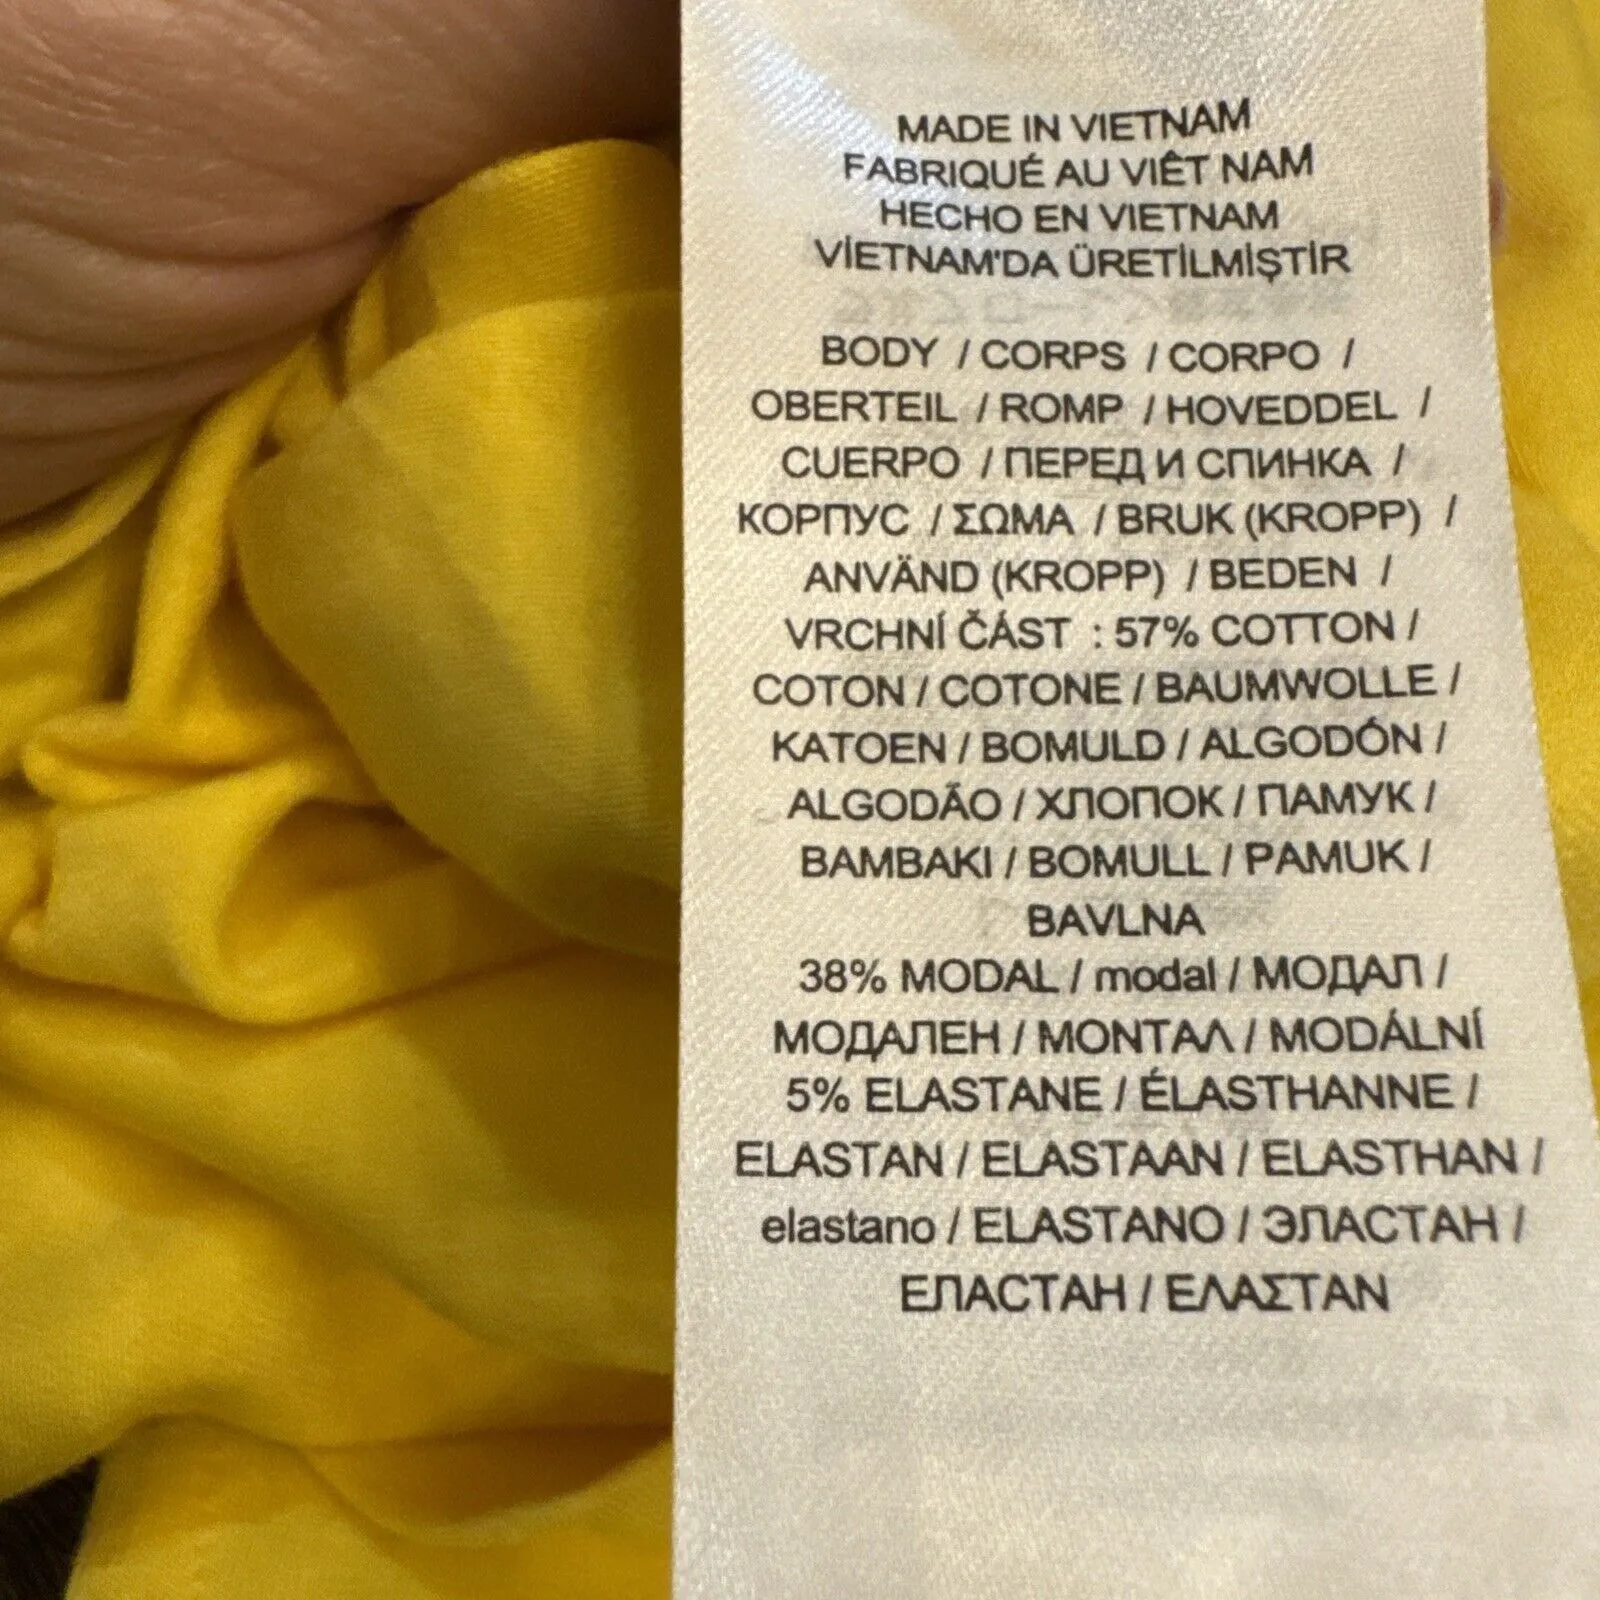 MADE IN VIETNAM
FABRIQUÉ AU VIÊT NAM
HECHO EN VIETNAM
VİETNAM'DA ÜRETİLMİŞTİR
BODY / CORPS / CORPO /
OBERTEIL / ROMP / HOVEDDEL /
CUERPO / ПЕРЕД И СПИНКА /
КОРПУС / ΣΩΜΑ / BRUK (KROPP) /
ANVÄND (KROPP) / BEDEN /
VRCHNÍ ČÁST : 57% COTTON /
COTON / COTONE / BAUMWOLLE /
KATOEN / BOMULD / ALGODÓN /
ALGODÃO / ХЛОПОК / ПАМУК /
BAMBAKI / BOMULL / PAMUK /
BAVLNA
38% MODAL / modal / МОДАЛ /
МОДАЛЕН / ΜΟΝΤΑΛ / MODÁLNÍ
5% ELASTANE / ÉLASTHANNE /
ELASTAN / ELASTAAN / ELASTHAN /
elastano / ELASTANO / ЭЛАСТАН /
ЕЛАСТАН / ΕΛΑΣΤΑΝ